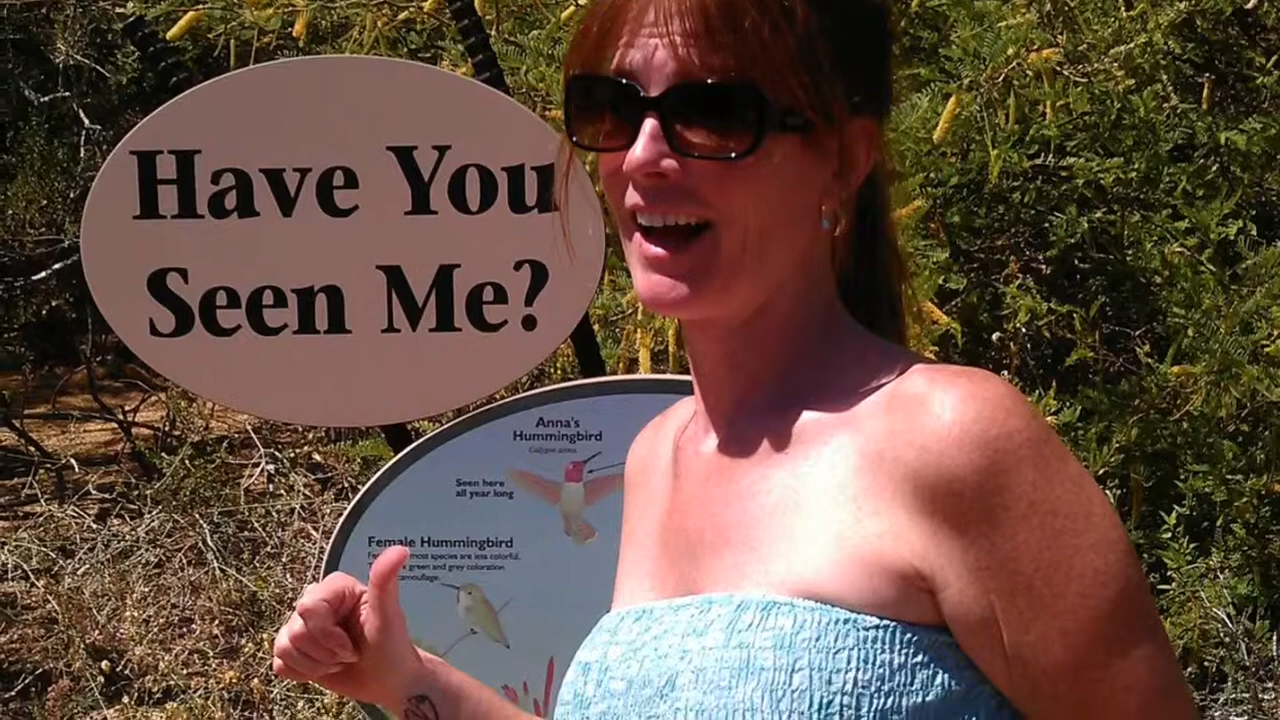 Have You
Seen Me?
Anna's
Hummingbird
Calypte anna
Seen here
all year long
Female Hummingbird
most species are less colorful.
green and grey coloration
camouflage.